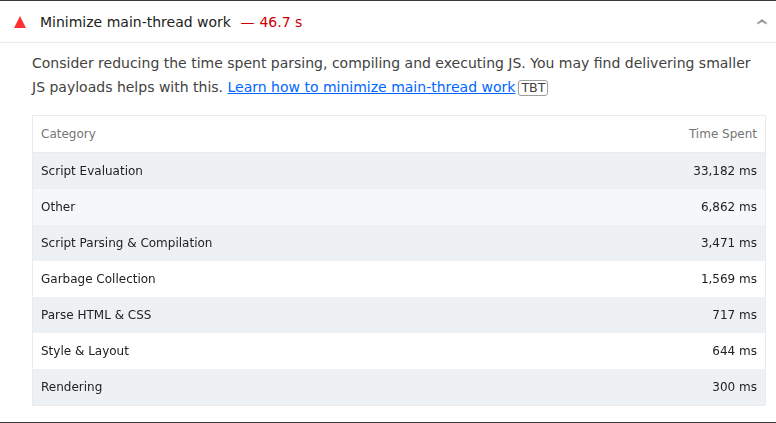 Minimize main-thread work — 46.7 s
Consider reducing the time spent parsing, compiling and executing JS. You may find delivering smaller
JS payloads helps with this. Learn how to minimize main-thread work TBT
Category Time Spent
Script Evaluation 33,182 ms
Other 6,862 ms
Script Parsing & Compilation 3,471 ms
Garbage Collection 1,569 ms
Parse HTML & CSS 717 ms
Style & Layout 644 ms
Rendering 300 ms